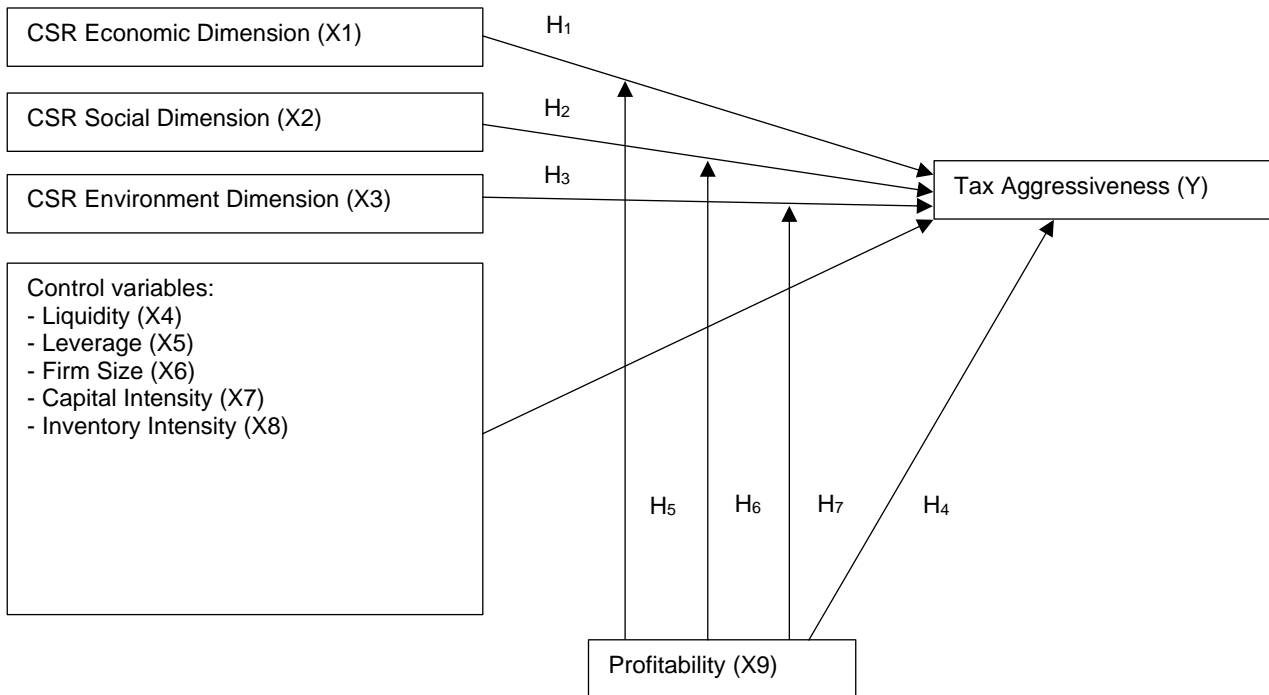 CSR Economic Dimension (X1)
H₁
CSR Social Dimension (X2)
H₂
CSR Environment Dimension (X3)
H₃
Tax Aggressiveness (Y)
Control variables:
- Liquidity (X4)
- Leverage (X5)
- Firm Size (X6)
- Capital Intensity (X7)
- Inventory Intensity (X8)
H₅
H₆
H₇
H₄
Profitability (X9)